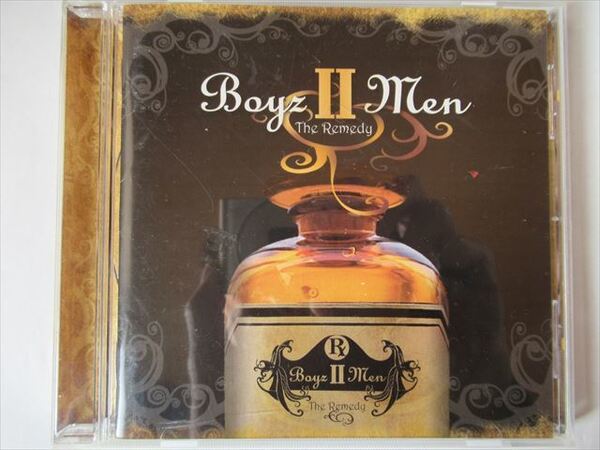 Boyz II Men
The Remedy
Rx
Boyz II Men
The Remedy